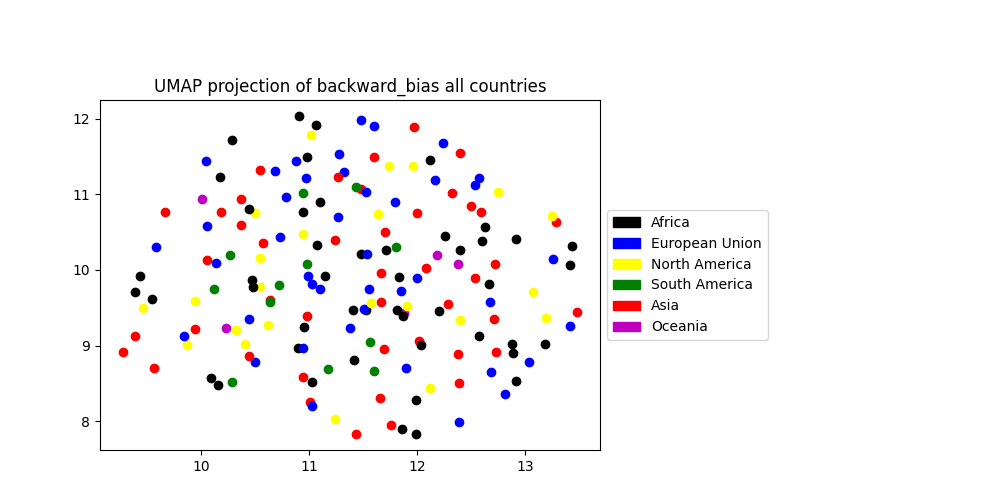 UMAP projection of backward_bias all countries
12
11
10
9
8
10
11
12
13
Africa
European Union
North America
South America
Asia
Oceania